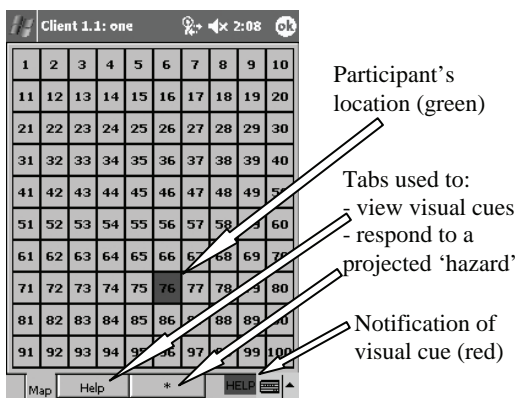 Client 1.1: one 2:08 ok
1 2 3 4 5 6 7 8 9 10
11 12 13 14 15 16 17 18 19 20
21 22 23 24 25 26 27 28 29 30
31 32 33 34 35 36 37 38 39 40
41 42 43 44 45 46 47 48 49
51 52 53 54 55 56 57 58 59 60
61 62 63 64 65 66 67 68 69
71 72 73 74 75 76 77 78 80
81 82 83 84 85 86 88 89
91 92 93 94 96 97 99 100
Map Help * HELP
Participant's
location (green)
Tabs used to:
- view visual cues
- respond to a
projected 'hazard'
Notification of
visual cue (red)